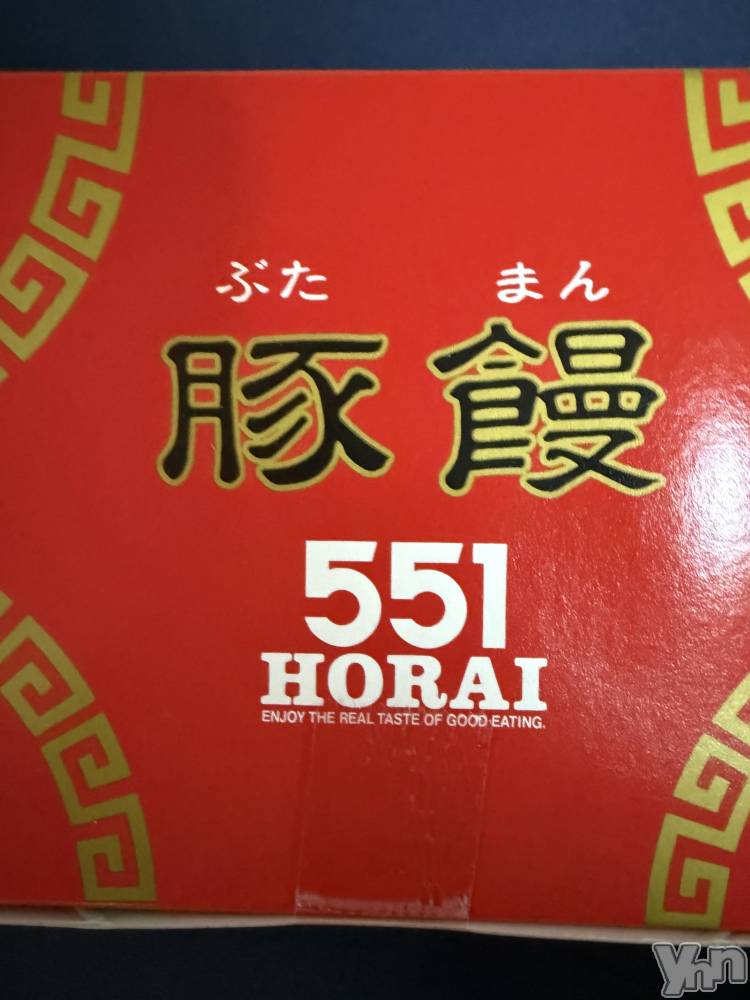 ぶた まん
豚饅
551
HORAI
ENJOY THE REAL TASTE OF GOOD EATING.